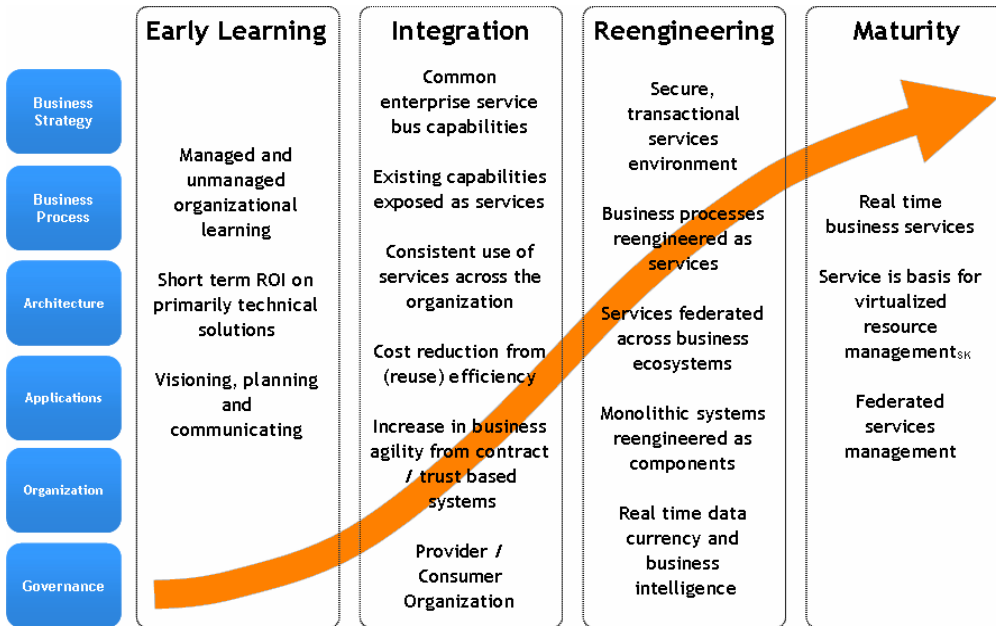 Early Learning
Integration
Reengineering
Maturity
Business
Strategy
Business
Process
Architecture
Applications
Organization
Governance
Managed and
unmanaged
organizational
learning
Short term ROI on
primarily technical
solutions
Visioning, planning
and
communicating
Common
enterprise service
bus capabilities
Existing capabilities
exposed as services
Consistent use of
services across the
organization
Cost reduction from
(reuse) efficiency
Increase in business
agility from contract
/ trust based
systems
Provider /
Consumer
Organization
Secure,
transactional
services
environment
Business processes
reengineered as
services
Services federated
across business
ecosystems
Monolithic systems
reengineered as
components
Real time data
currency and
business
intelligence
Real time
business services
Service is basis for
virtualized
resource
management SK
Federated
services
management